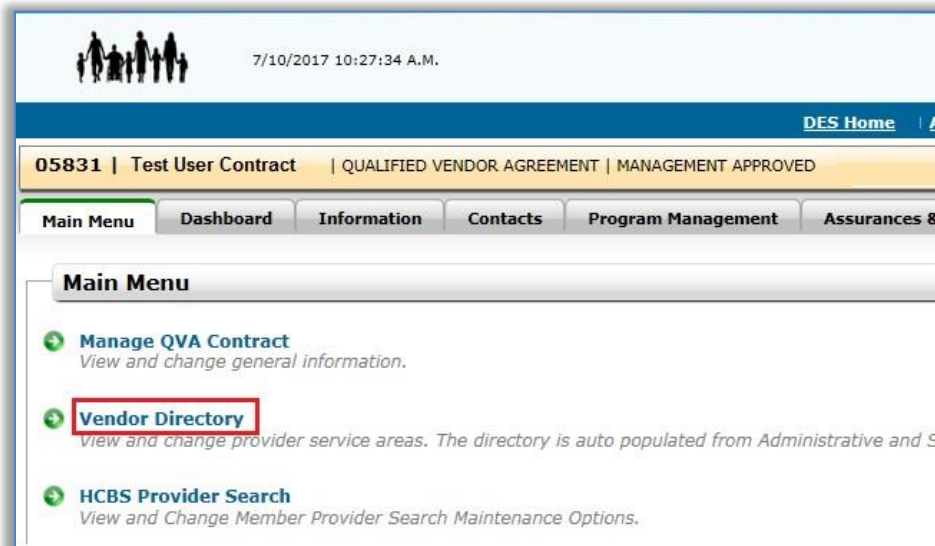 7/10/2017 10:27:34 A.M.
DES Home |
05831 | Test User Contract | QUALIFIED VENDOR AGREEMENT | MANAGEMENT APPROVED
Main Menu Dashboard Information Contacts Program Management Assurances &
Main Menu
Manage QVA Contract
View and change general information.
Vendor Directory
View and change provider service areas. The directory is auto populated from Administrative and S
HCBS Provider Search
View and Change Member Provider Search Maintenance Options.